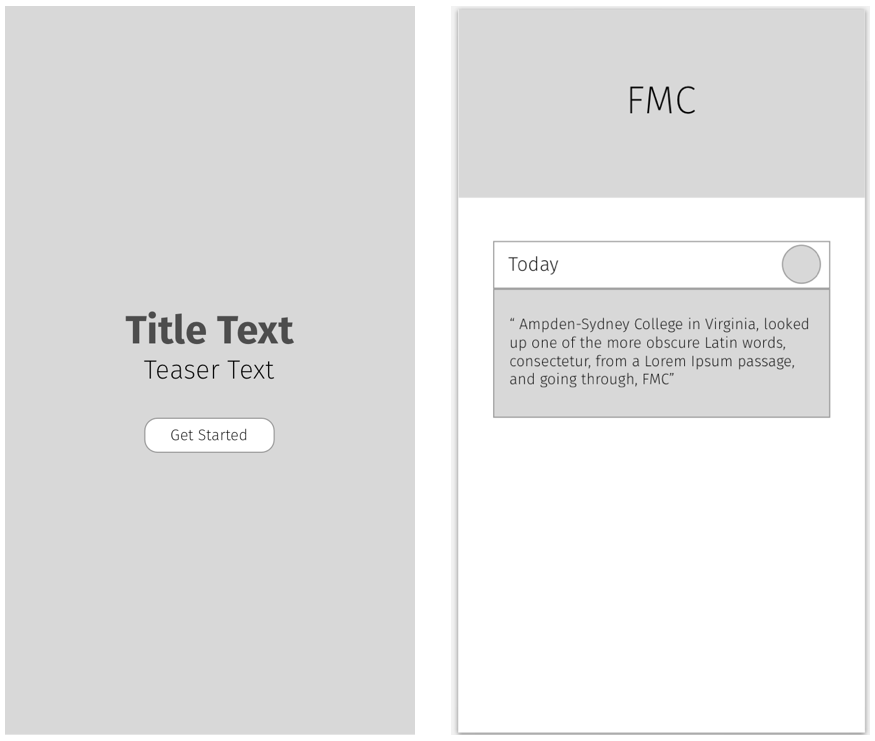 Title Text
Teaser Text
Get Started
FMC
Today
“ Ampden-Sydney College in Virginia, looked
up one of the more obscure Latin words,
consectetur, from a Lorem Ipsum passage,
and going through, FMC”